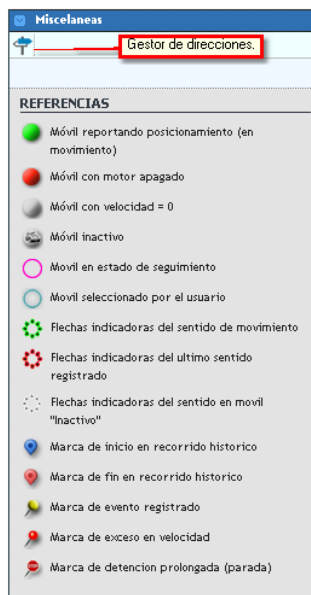 Miscelaneas
Gestor de direcciones.
REFERENCIAS
Móvil reportando posicionamiento (en
movimiento)
Móvil con motor apagado
Móvil con velocidad = 0
Móvil inactivo
Movil en estado de seguimiento
Movil seleccionado por el usuario
Flechas indicadoras del sentido de movimiento
Flechas indicadoras del ultimo sentido
registrado
Flechas indicadoras del sentido en movil
"Inactivo"
Marca de inicio en recorrido historico
Marca de fin en recorrido historico
Marca de evento registrado
Marca de exceso en velocidad
Marca de detencion prolongada (parada)